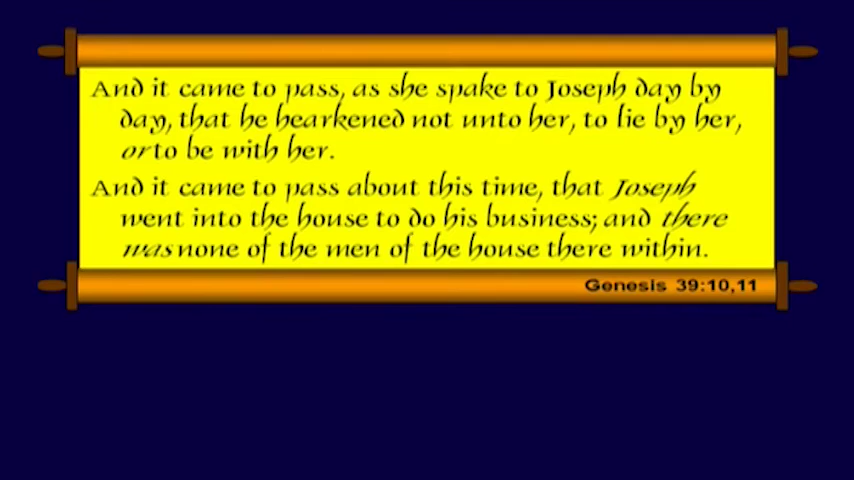 And it came to pass, as she spake to Joseph day by
day, that he hearkened not unto her, to lie by her,
or to be with her.
And it came to pass about this time, that Joseph
went into the house to do his business; and there
was none of the men of the house there within.
Genesis 39:10,11